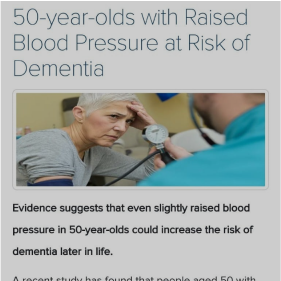 50-year-olds with Raised
Blood Pressure at Risk of
Dementia
Evidence suggests that even slightly raised blood
pressure in 50-year-olds could increase the risk of
dementia later in life.
A recent study has found that people aged 50 with